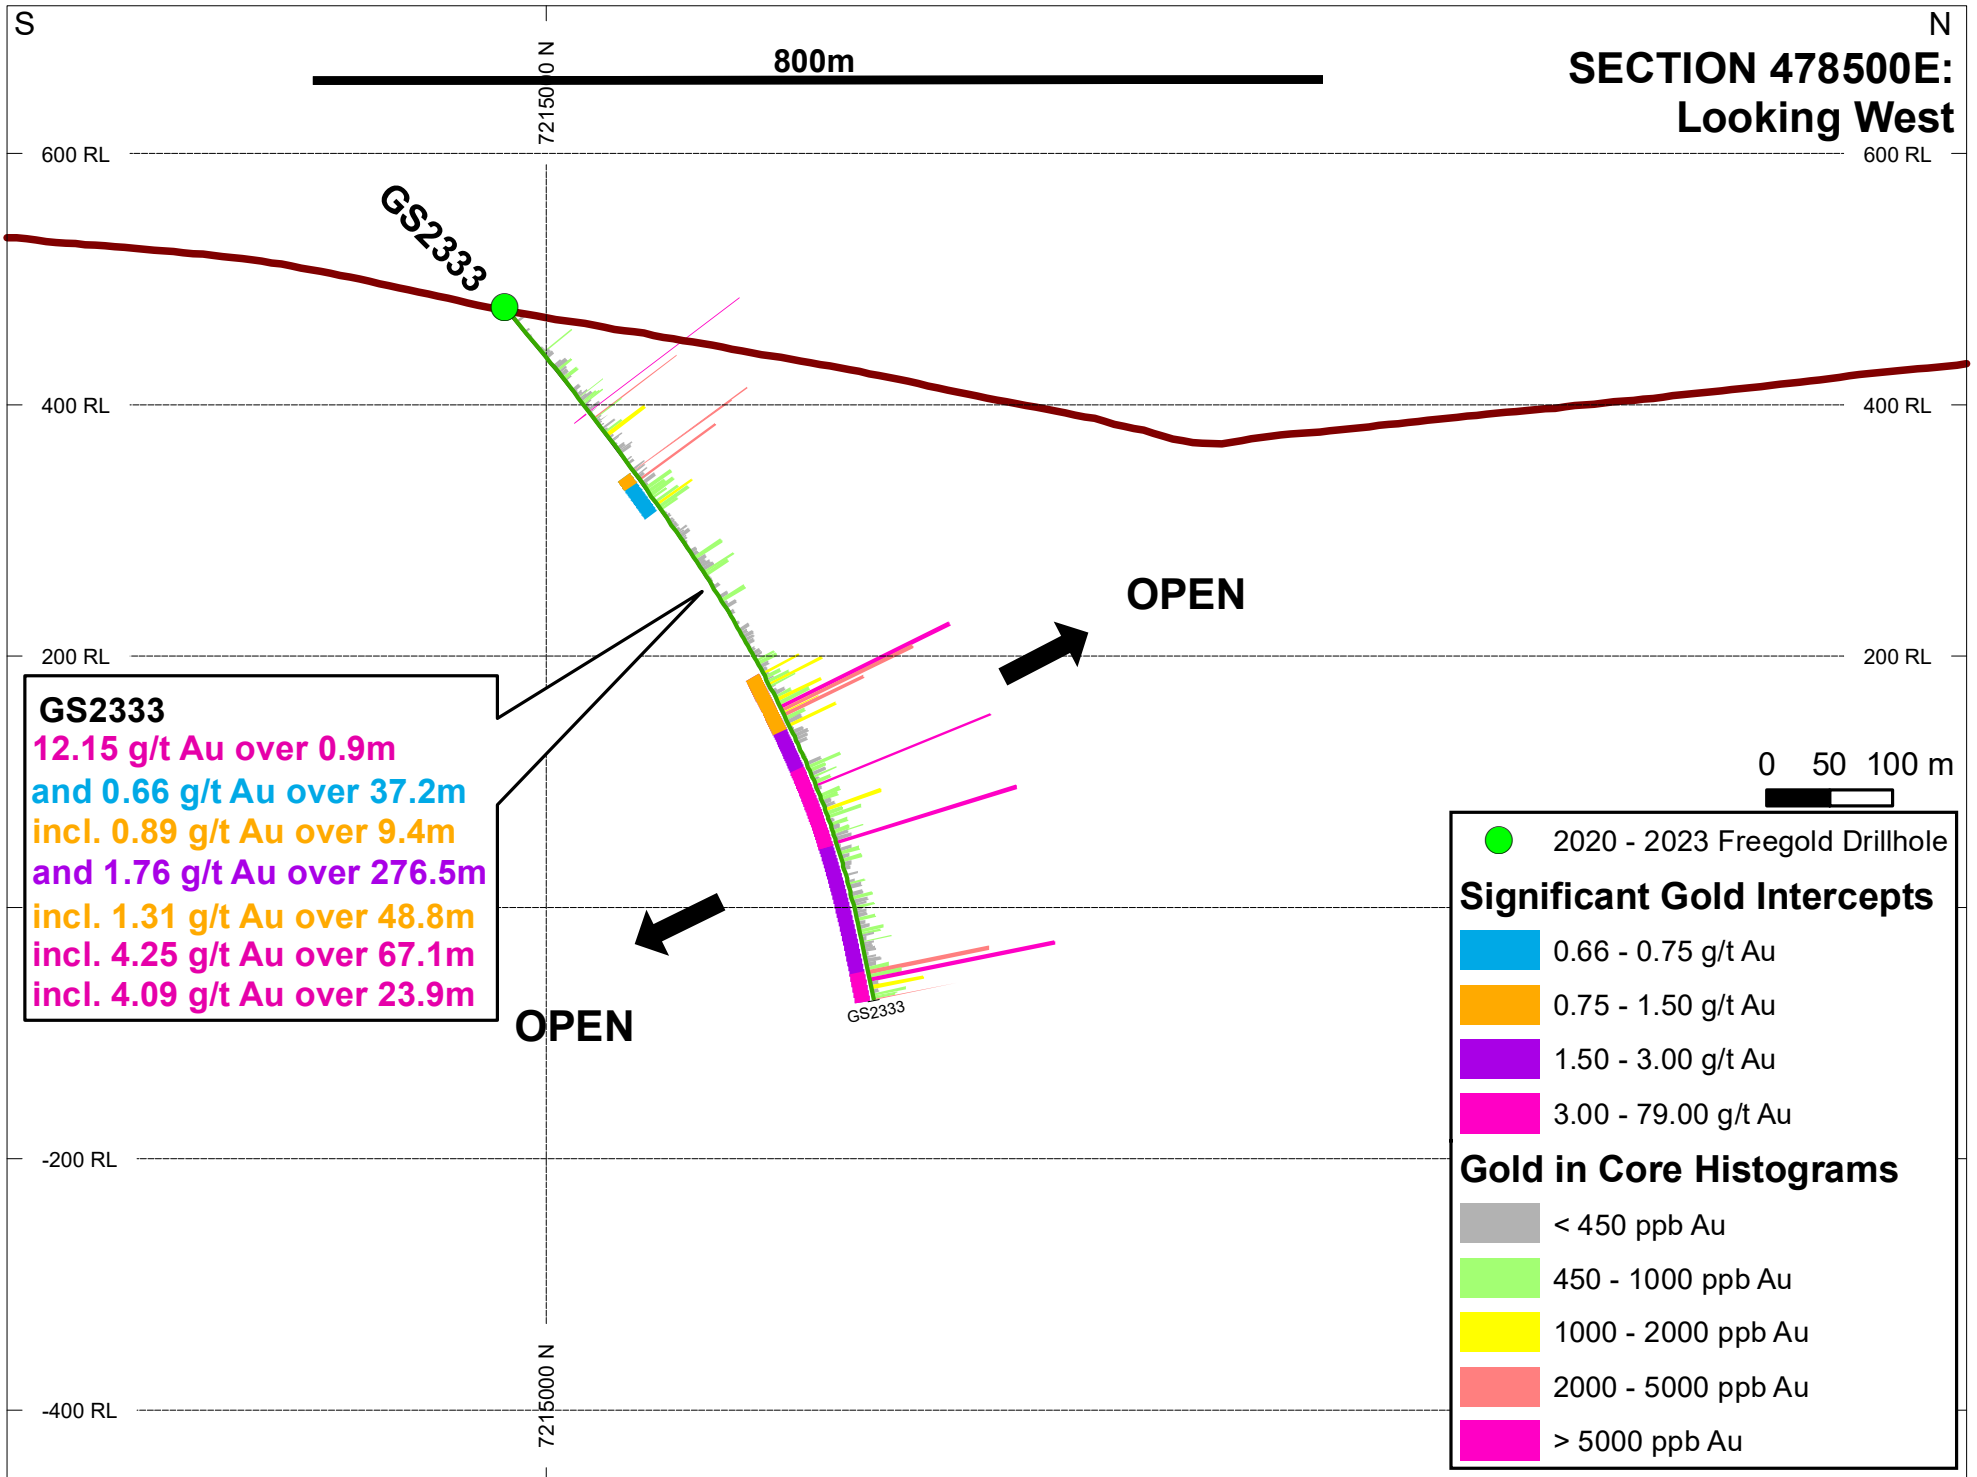 S
N
800m
SECTION 478500E:
Looking West
7215000 N
600 RL
600 RL
GS2333
400 RL
400 RL
OPEN
200 RL
200 RL
GS2333
12.15 g/t Au over 0.9m
and 0.66 g/t Au over 37.2m
incl. 0.89 g/t Au over 9.4m
and 1.76 g/t Au over 276.5m
incl. 1.31 g/t Au over 48.8m
incl. 4.25 g/t Au over 67.1m
incl. 4.09 g/t Au over 23.9m
OPEN
GS2333
-200 RL
-400 RL
7215000 N
0 50 100 m
2020 - 2023 Freegold Drillhole
Significant Gold Intercepts
0.66 - 0.75 g/t Au
0.75 - 1.50 g/t Au
1.50 - 3.00 g/t Au
3.00 - 79.00 g/t Au
Gold in Core Histograms
< 450 ppb Au
450 - 1000 ppb Au
1000 - 2000 ppb Au
2000 - 5000 ppb Au
> 5000 ppb Au